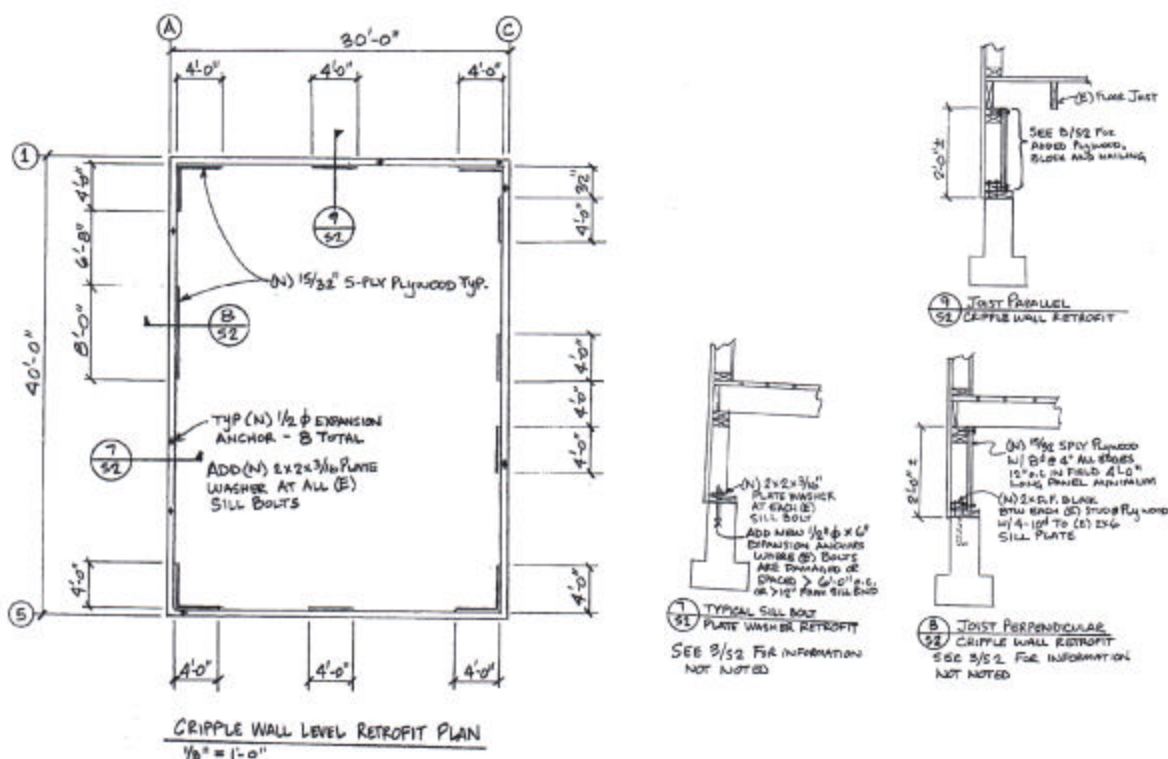 A
C
30'-0"
4'-0"
4'-0"
4'-0"
1
4'-0"
6'-8"
8'-0"
40'-0"
4'-0"
5
32"
4'-0"
4'-0"
4'-0"
4'-0"
4'-0"
9
S2
(N) 15/32" 5-PLY PLYWOOD TYP.
8
S2
TYP (N) 1/2 φ EXPANSION
ANCHOR - 8 TOTAL
7
S2
ADD (N) 2x2x3/16 PLATE
WASHER AT ALL (E)
SILL BOLTS
4'-0"
4'-0"
4'-0"
CRIPPLE WALL LEVEL RETROFIT PLAN
1/8" = 1'-0"
(E) FLOOR JOIST
SEE 8/S2 FOR
ADDED PLYWOOD,
BLOCK AND NAILING
2'-0" ±
9
S2
JOIST PARALLEL
CRIPPLE WALL RETROFIT
(N) 2x2x3/16"
PLATE WASHER
AT EACH (E)
SILL BOLT
ADD NEW 1/2" φ x 6"
EXPANSION ANCHORS
WHERE (E) BOLTS
ARE DAMAGED OR
SPACED > 6'-0" o.c.
OR >12" FROM SILL END
7
S2
TYPICAL SILL BOLT
PLATE WASHER RETROFIT
SEE 3/S2 FOR INFORMATION
NOT NOTED
2'-0" ±
(N) 15/32 5PLY PLYWOOD
W/ 8d @ 4" ALL EDGES
12" o.c. IN FIELD 4'-0"
LONG PANEL MINIMUM
(N) 2x D.F. BLOCK
BTW EACH (E) STUD @ PLYWOOD
W/ 4-10d TO (E) 2x6
SILL PLATE
8
S2
JOIST PERPENDICULAR
CRIPPLE WALL RETROFIT
SEE 3/S2 FOR INFORMATION
NOT NOTED